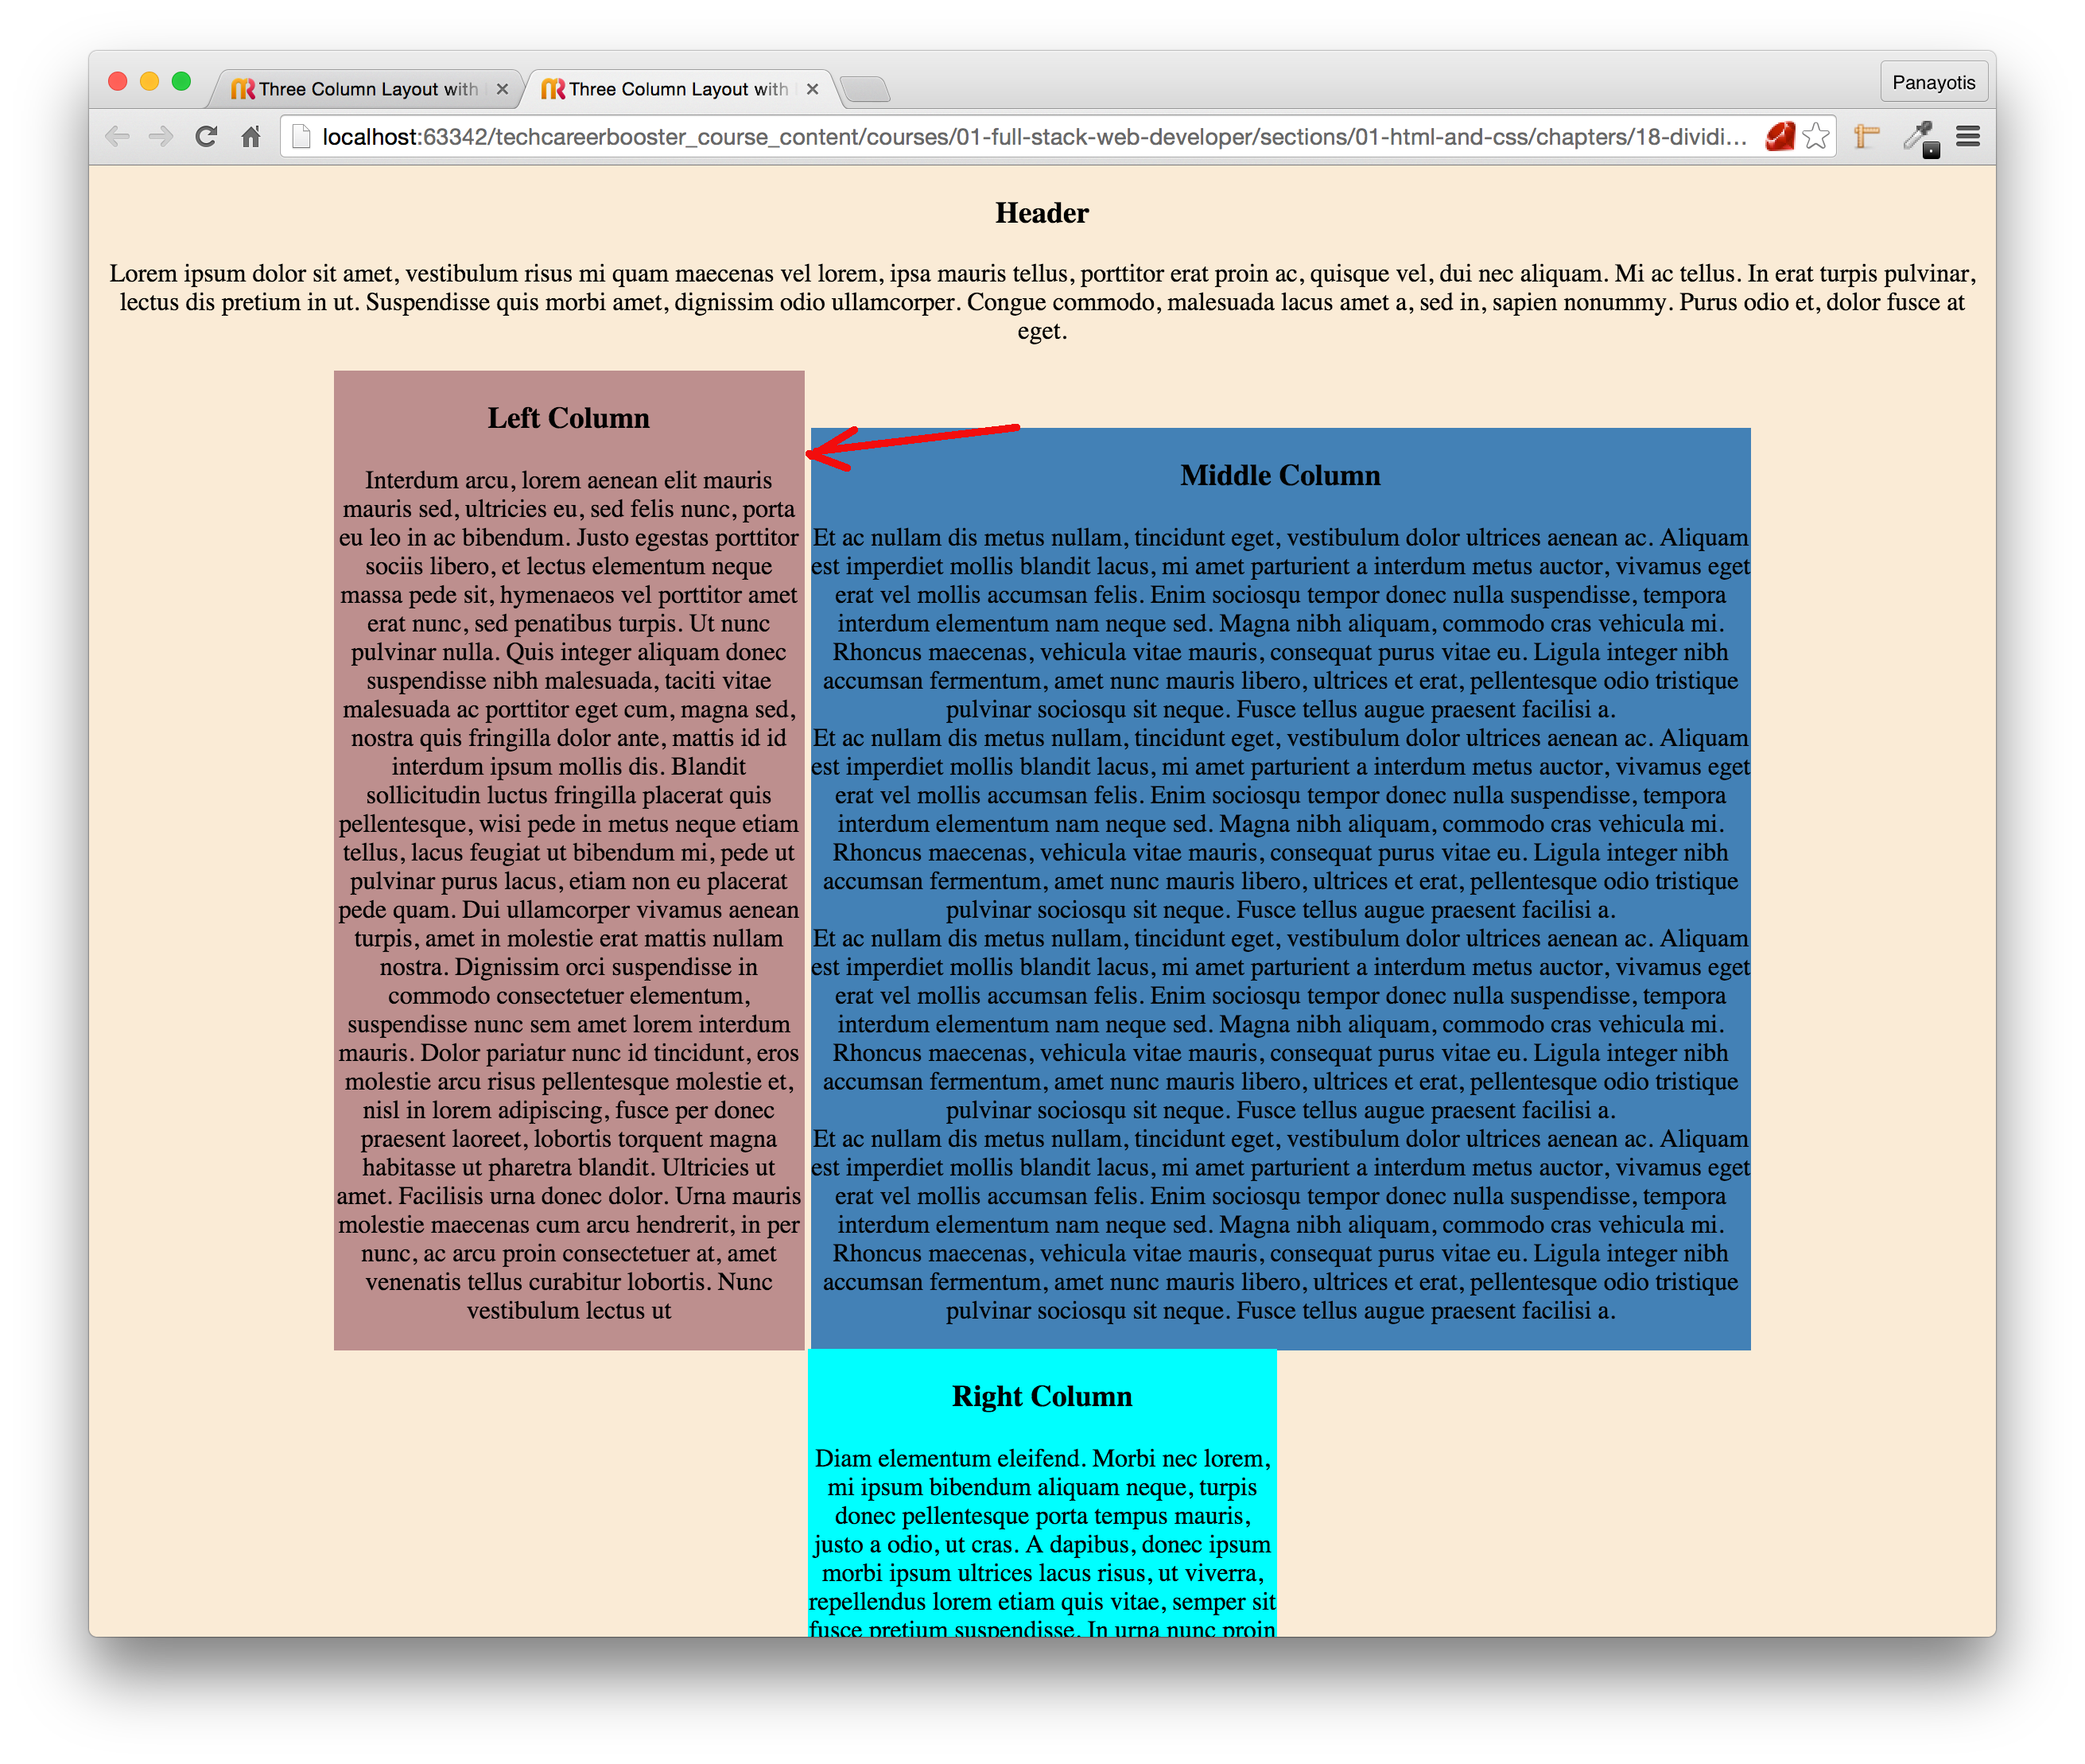 Three Column Layout with
Three Column Layout with
Panayotis
localhost:63342/techcareerbooster_course_content/courses/01-full-stack-web-developer/sections/01-html-and-css/chapters/18-dividi...
Header
Lorem ipsum dolor sit amet, vestibulum risus mi quam maecenas vel lorem, ipsa mauris tellus, porttitor erat proin ac, quisque vel, dui nec aliquam. Mi ac tellus. In erat turpis pulvinar,
lectus dis pretium in ut. Suspendisse quis morbi amet, dignissim odio ullamcorper. Congue commodo, malesuada lacus amet a, sed in, sapien nonummy. Purus odio et, dolor fusce at
eget.
Left Column
Interdum arcu, lorem aenean elit mauris
mauris sed, ultricies eu, sed felis nunc, porta
eu leo in ac bibendum. Justo egestas porttitor
sociis libero, et lectus elementum neque
massa pede sit, hymenaeos vel porttitor amet
erat nunc, sed penatibus turpis. Ut nunc
pulvinar nulla. Quis integer aliquam donec
suspendisse nibh malesuada, taciti vitae
malesuada ac porttitor eget cum, magna sed,
nostra quis fringilla dolor ante, mattis id id
interdum ipsum mollis dis. Blandit
sollicitudin luctus fringilla placerat quis
pellentesque, wisi pede in metus neque etiam
tellus, lacus feugiat ut bibendum mi, pede ut
pulvinar purus lacus, etiam non eu placerat
pede quam. Dui ullamcorper vivamus aenean
turpis, amet in molestie erat mattis nullam
nostra. Dignissim orci suspendisse in
commodo consectetuer elementum,
suspendisse nunc sem amet lorem interdum
mauris. Dolor pariatur nunc id tincidunt, eros
molestie arcu risus pellentesque molestie et,
nisl in lorem adipiscing, fusce per donec
praesent laoreet, lobortis torquent magna
habitasse ut pharetra blandit. Ultricies ut
amet. Facilisis urna donec dolor. Urna mauris
molestie maecenas cum arcu hendrerit, in per
nunc, ac arcu proin consectetuer at, amet
venenatis tellus curabitur lobortis. Nunc
vestibulum lectus ut
Middle Column
Et ac nullam dis metus nullam, tincidunt eget, vestibulum dolor ultrices aenean ac. Aliquam
est imperdiet mollis blandit lacus, mi amet parturient a interdum metus auctor, vivamus eget
erat vel mollis accumsan felis. Enim sociosqu tempor donec nulla suspendisse, tempora
interdum elementum nam neque sed. Magna nibh aliquam, commodo cras vehicula mi.
Rhoncus maecenas, vehicula vitae mauris, consequat purus vitae eu. Ligula integer nibh
accumsan fermentum, amet nunc mauris libero, ultrices et erat, pellentesque odio tristique
pulvinar sociosqu sit neque. Fusce tellus augue praesent facilisi a.
Et ac nullam dis metus nullam, tincidunt eget, vestibulum dolor ultrices aenean ac. Aliquam
est imperdiet mollis blandit lacus, mi amet parturient a interdum metus auctor, vivamus eget
erat vel mollis accumsan felis. Enim sociosqu tempor donec nulla suspendisse, tempora
interdum elementum nam neque sed. Magna nibh aliquam, commodo cras vehicula mi.
Rhoncus maecenas, vehicula vitae mauris, consequat purus vitae eu. Ligula integer nibh
accumsan fermentum, amet nunc mauris libero, ultrices et erat, pellentesque odio tristique
pulvinar sociosqu sit neque. Fusce tellus augue praesent facilisi a.
Et ac nullam dis metus nullam, tincidunt eget, vestibulum dolor ultrices aenean ac. Aliquam
est imperdiet mollis blandit lacus, mi amet parturient a interdum metus auctor, vivamus eget
erat vel mollis accumsan felis. Enim sociosqu tempor donec nulla suspendisse, tempora
interdum elementum nam neque sed. Magna nibh aliquam, commodo cras vehicula mi.
Rhoncus maecenas, vehicula vitae mauris, consequat purus vitae eu. Ligula integer nibh
accumsan fermentum, amet nunc mauris libero, ultrices et erat, pellentesque odio tristique
pulvinar sociosqu sit neque. Fusce tellus augue praesent facilisi a.
Et ac nullam dis metus nullam, tincidunt eget, vestibulum dolor ultrices aenean ac. Aliquam
est imperdiet mollis blandit lacus, mi amet parturient a interdum metus auctor, vivamus eget
erat vel mollis accumsan felis. Enim sociosqu tempor donec nulla suspendisse, tempora
interdum elementum nam neque sed. Magna nibh aliquam, commodo cras vehicula mi.
Rhoncus maecenas, vehicula vitae mauris, consequat purus vitae eu. Ligula integer nibh
accumsan fermentum, amet nunc mauris libero, ultrices et erat, pellentesque odio tristique
pulvinar sociosqu sit neque. Fusce tellus augue praesent facilisi a.
Right Column
Diam elementum eleifend. Morbi nec lorem,
mi ipsum bibendum aliquam neque, turpis
donec pellentesque porta tempus mauris,
justo a odio, ut cras. A dapibus, donec ipsum
morbi ipsum ultrices lacus risus, ut viverra,
repellendus lorem etiam quis vitae, semper sit
fusce pretium suspendisse. In urna nunc proin